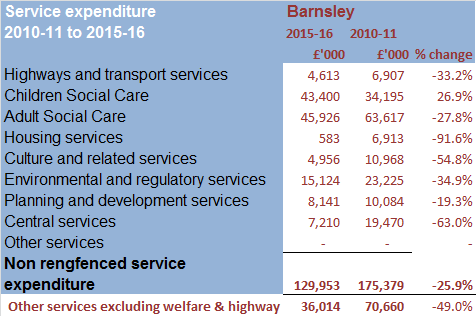 Service expenditure Barnsley
2010-11 to 2015-16 2015-16 2010-11
£'000 £'000 % change
Highways and transport services 4,613 6,907 -33.2%
Children Social Care 43,400 34,195 26.9%
Adult Social Care 45,926 63,617 -27.8%
Housing services 583 6,913 -91.6%
Culture and related services 4,956 10,968 -54.8%
Environmental and regulatory services 15,124 23,225 -34.9%
Planning and development services 8,141 10,084 -19.3%
Central services 7,210 19,470 -63.0%
Other services - - -
Non rengfenced service
expenditure 129,953 175,379 -25.9%
Other services excluding welfare & highway 36,014 70,660 -49.0%